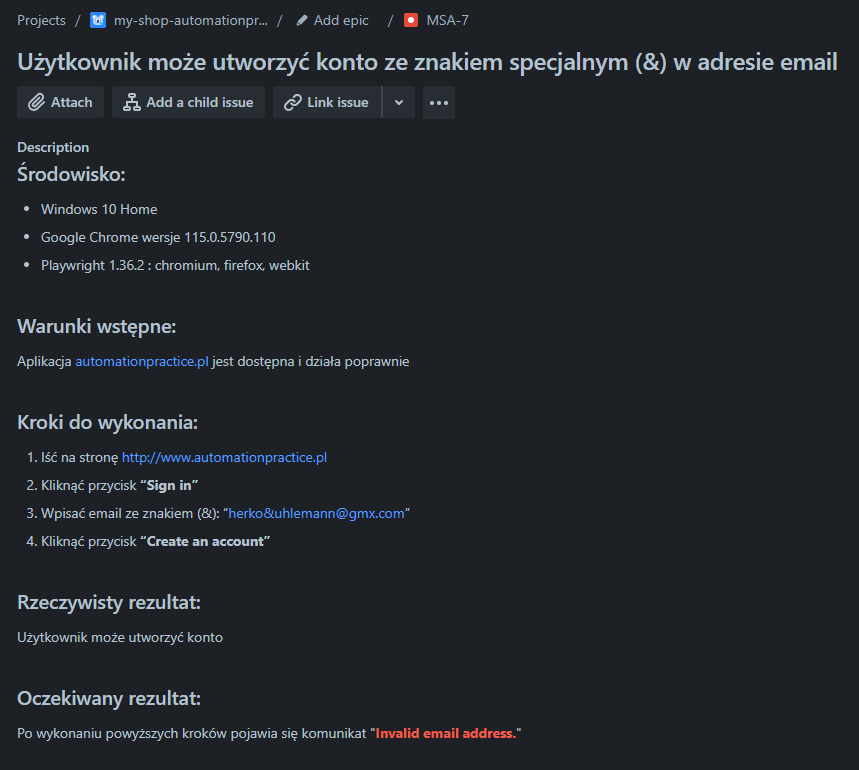 Projects / my-shop-automationpr... / Add epic / MSA-7
Użytkownik może utworzyć konto ze znakiem specjalnym (&) w adresie email
Attach Add a child issue Link issue
Description
Środowisko:
• Windows 10 Home
• Google Chrome wersje 115.0.5790.110
• Playwright 1.36.2 : chromium, firefox, webkit
Warunki wstępne:
Aplikacja automationpractice.pl jest dostępna i działa poprawnie
Kroki do wykonania:
1. Iść na stronę http://www.automationpractice.pl
2. Kliknąć przycisk “Sign in”
3. Wpisać email ze znakiem (&): “herko&uhlemann@gmx.com”
4. Kliknąć przycisk “Create an account”
Rzeczywisty rezultat:
Użytkownik może utworzyć konto
Oczekiwany rezultat:
Po wykonaniu powyższych kroków pojawia się komunikat "Invalid email address."